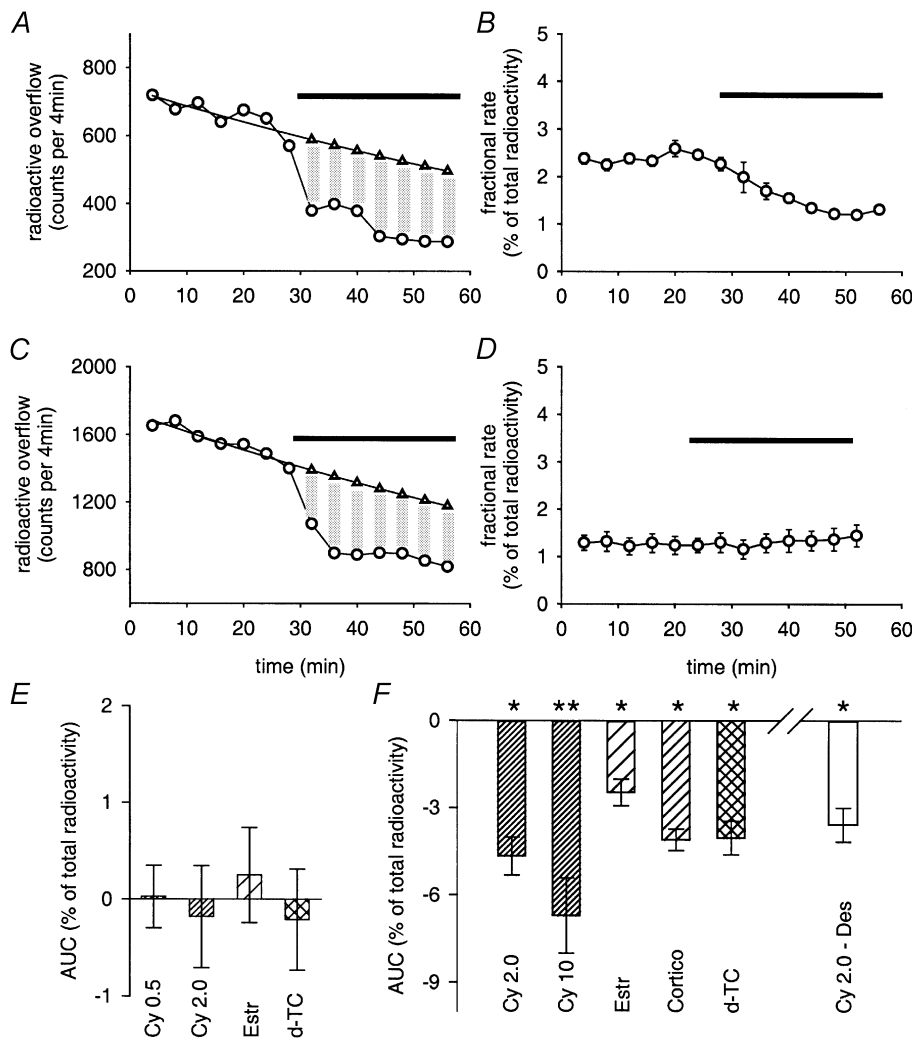 A
radioactive overflow
(counts per 4min)
800
600
400
200
0 10 20 30 40 50 60
B
fractional rate
(% of total radioactivity)
5
4
3
2
1
0
0 10 20 30 40 50 60
C
radioactive overflow
(counts per 4min)
2000
1600
1200
800
0 10 20 30 40 50 60
time (min)
D
fractional rate
(% of total radioactivity)
5
4
3
2
1
0
0 10 20 30 40 50 60
time (min)
E
AUC (% of total radioactivity)
2
1
0
-1
Cy 0.5
Cy 2.0
Estr
d-TC
F
AUC (% of total radioactivity)
0
-3
-6
-9
* ** * * * *
Cy 2.0
Cy 10
Estr
Cortico
d-TC
Cy 2.0 - Des